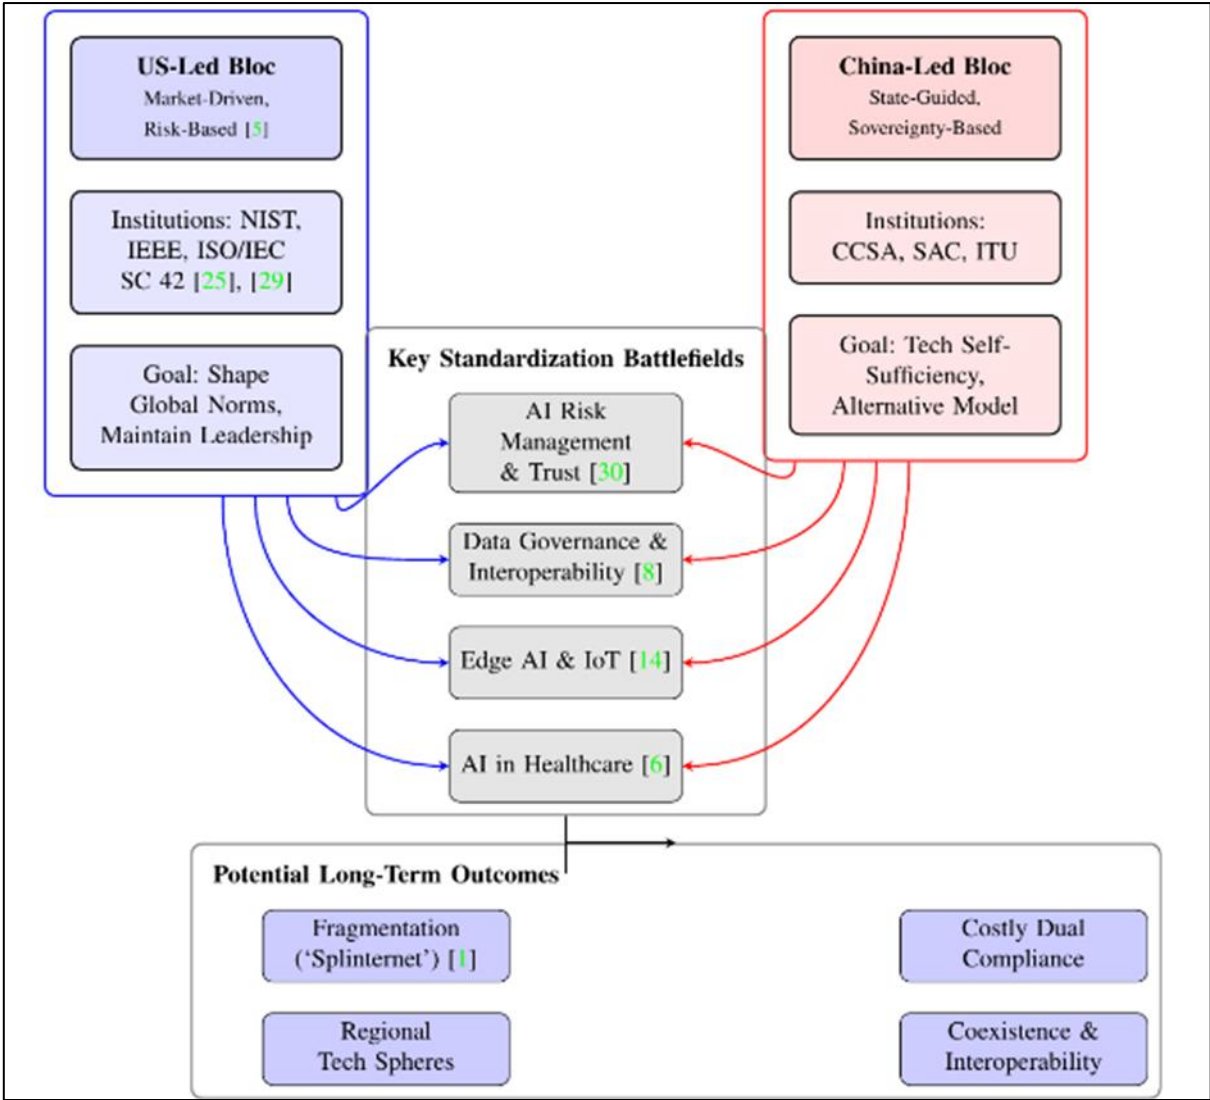 US-Led Bloc
Market-Driven,
Risk-Based [5]
Institutions: NIST,
IEEE, ISO/IEC
SC 42 [25], [29]
Goal: Shape
Global Norms,
Maintain Leadership
China-Led Bloc
State-Guided,
Sovereignty-Based
Institutions:
CCSA, SAC, ITU
Goal: Tech Self-
Sufficiency,
Alternative Model
Key Standardization Battlefields
AI Risk
Management
& Trust [30]
Data Governance &
Interoperability [8]
Edge AI & IoT [14]
AI in Healthcare [6]
Potential Long-Term Outcomes
Fragmentation
(‘Splinternet’) [1]
Costly Dual
Compliance
Regional
Tech Spheres
Coexistence &
Interoperability